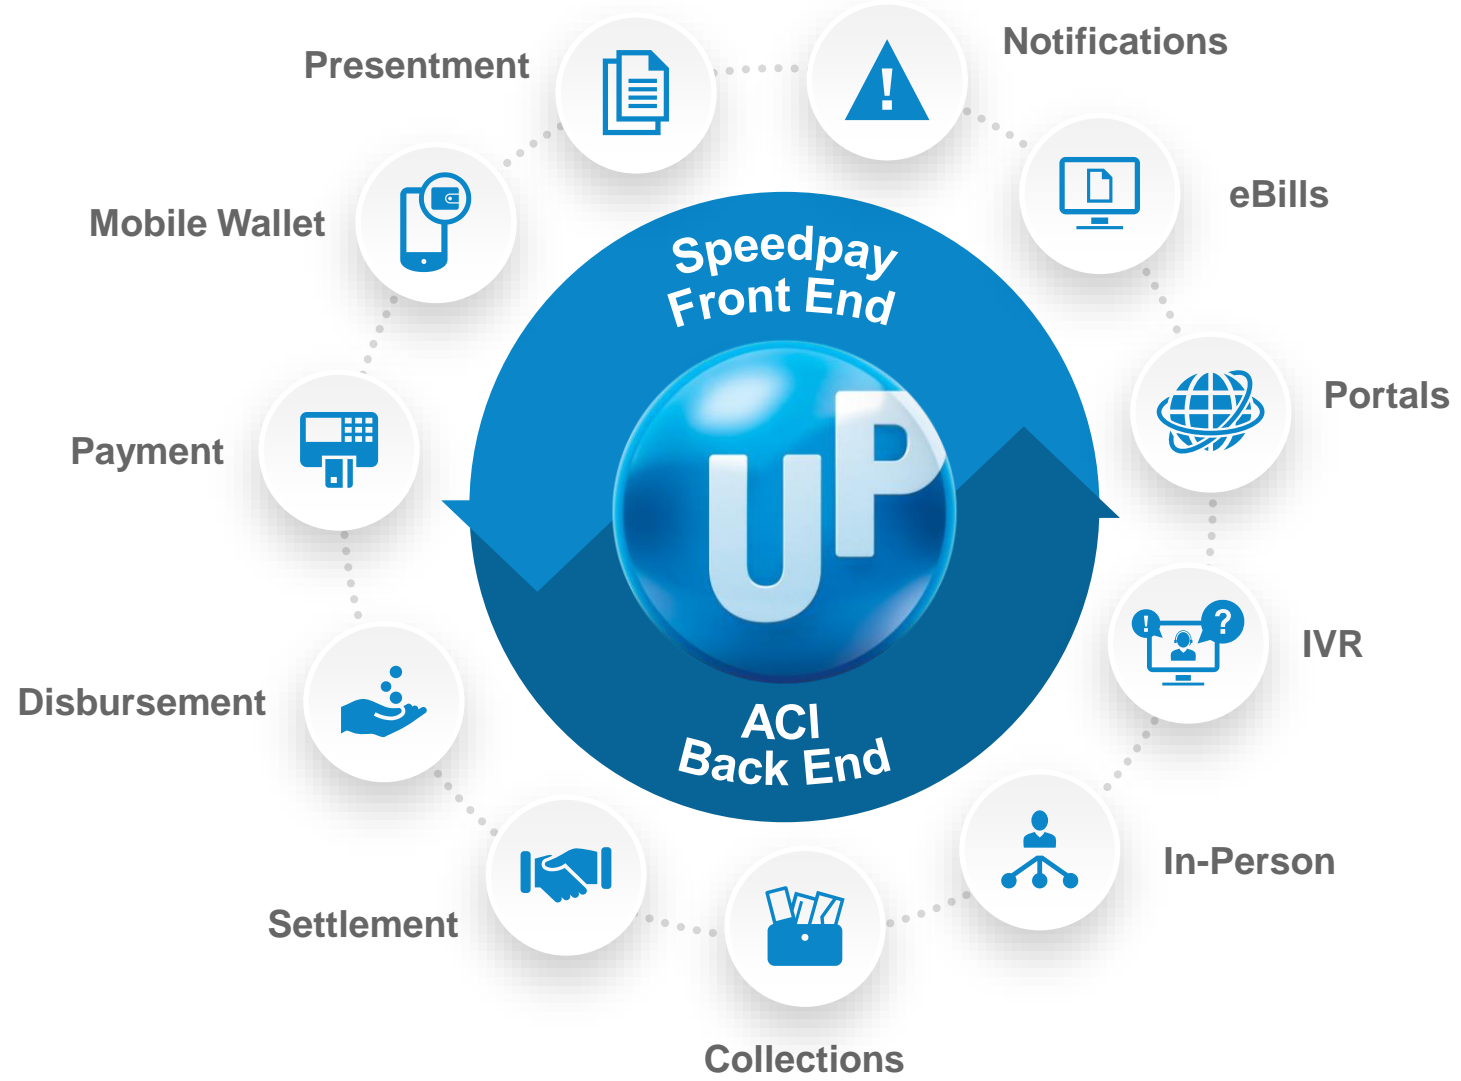 Presentment
Notifications
Mobile Wallet
eBills
Speedpay
Front End
Portals
Payment
UP
IVR
!
?
Disbursement
ACI
Back End
In-Person
Settlement
Collections